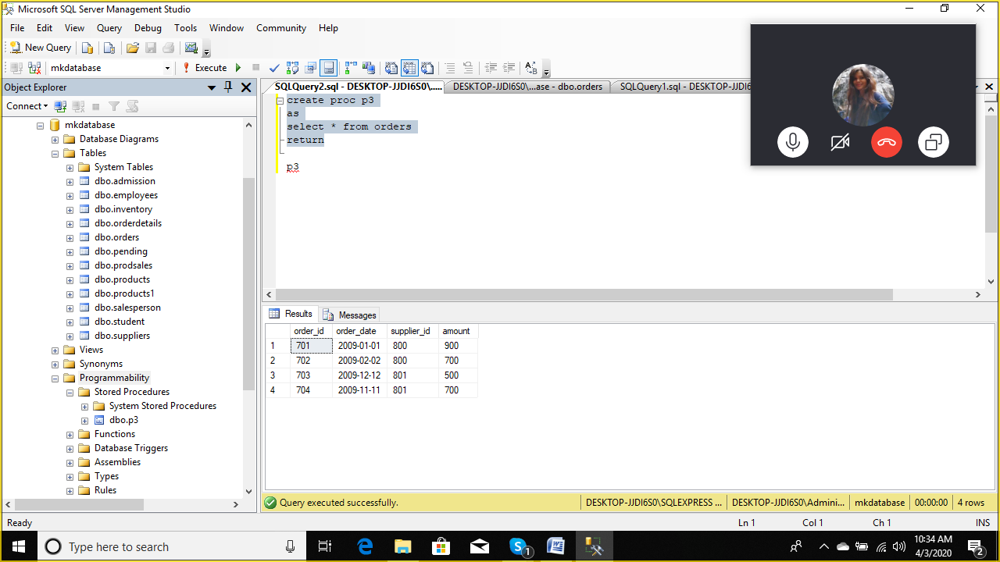 Microsoft SQL Server Management Studio
File Edit View Query Debug Tools Window Community Help
New Query
mkdatabase Execute
Object Explorer
Connect
mkdatabase
Database Diagrams
Tables
System Tables
dbo.admission
dbo.employees
dbo.inventory
dbo.orderdetails
dbo.orders
dbo.pending
dbo.prodsales
dbo.products
dbo.products1
dbo.salesperson
dbo.student
dbo.suppliers
Views
Synonyms
Programmability
Stored Procedures
System Stored Procedures
dbo.p3
Functions
Database Triggers
Assemblies
Types
Rules
SQLQuery2.sql - DESKTOP-JJDI6S0\..... DESKTOP-JJDI6S0\...ase - dbo.orders SQLQuery1.sql - DESKTOP-JJDI6
create proc p3
as
select * from orders
return
p3
Results Messages
order_id order_date supplier_id amount
1 701 2009-01-01 800 900
2 702 2009-02-02 800 700
3 703 2009-12-12 801 500
4 704 2009-11-11 801 700
Query executed successfully. DESKTOP-JJDI6S0\SQLEXPRESS ... DESKTOP-JJDI6S0\Admini... mkdatabase 00:00:00 4 rows
Ready Ln 1 Col 1 Ch 1 INS
Type here to search 1 10:34 AM
4/3/2020 2